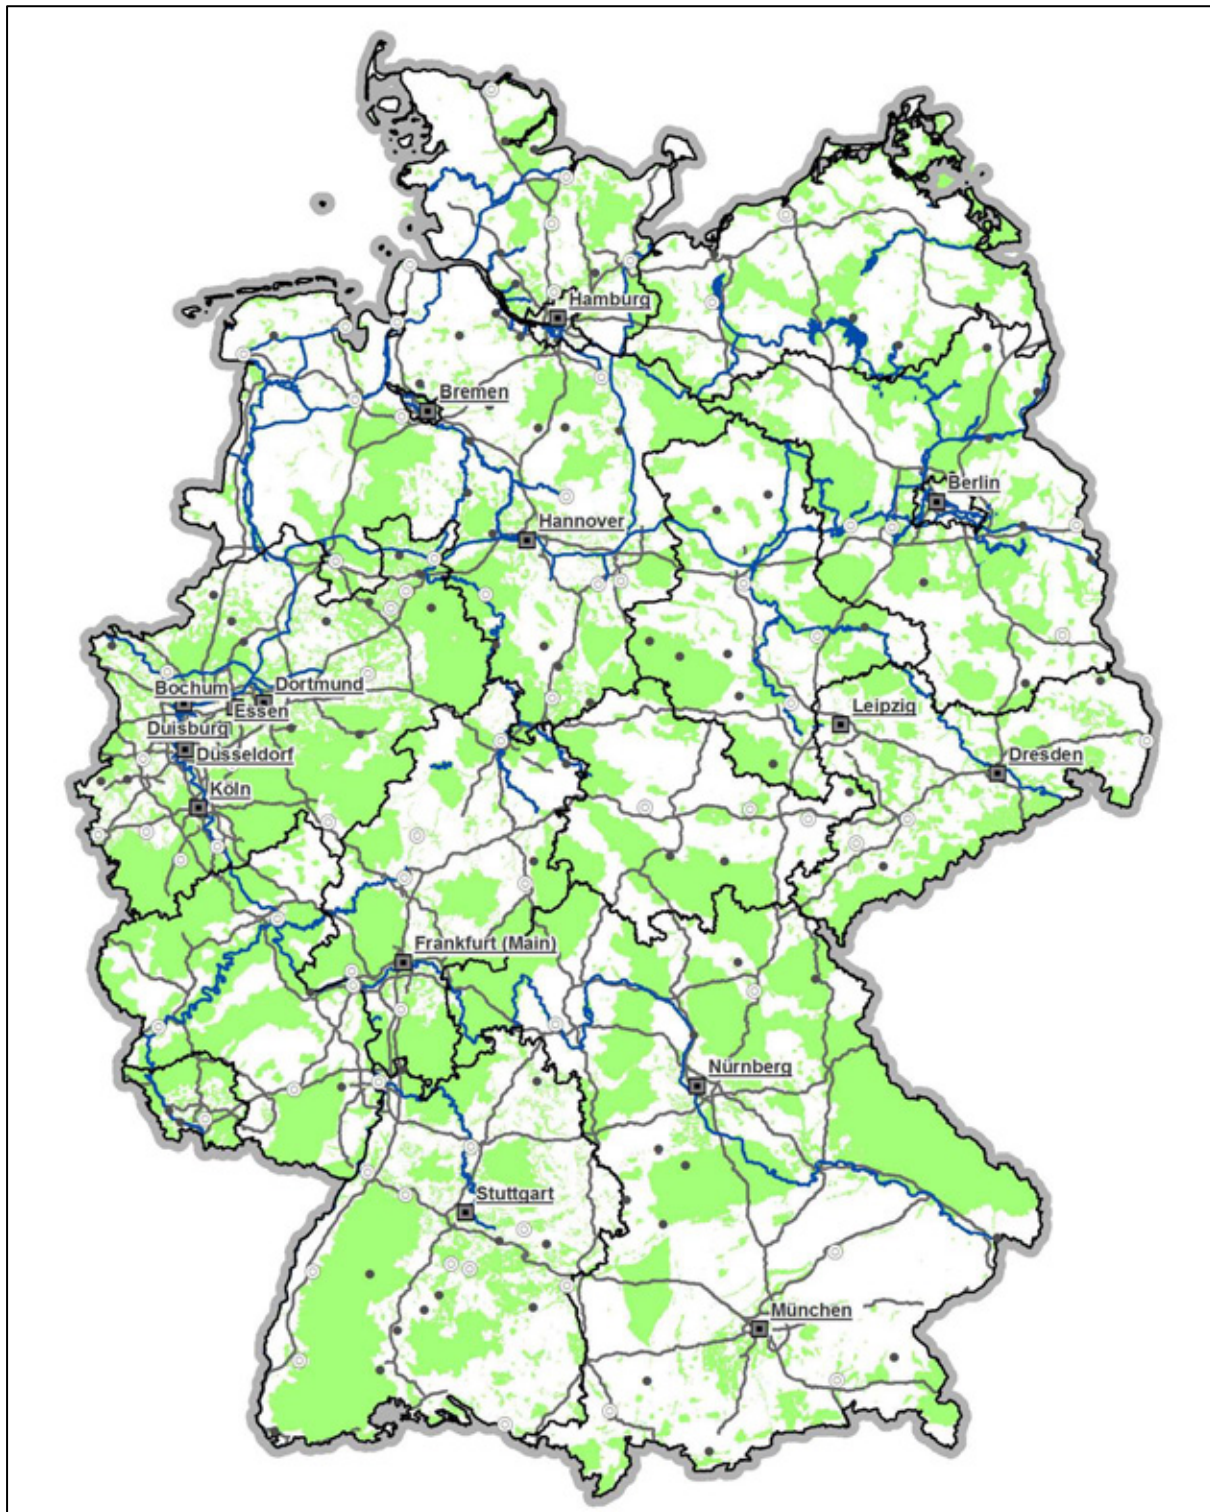 Hamburg
Bremen
Berlin
Hannover
Bochum
Dortmund
Essen
Duisburg
Düsseldorf
Leipzig
Dresden
Köln
Frankfurt (Main)
Nürnberg
Stuttgart
München